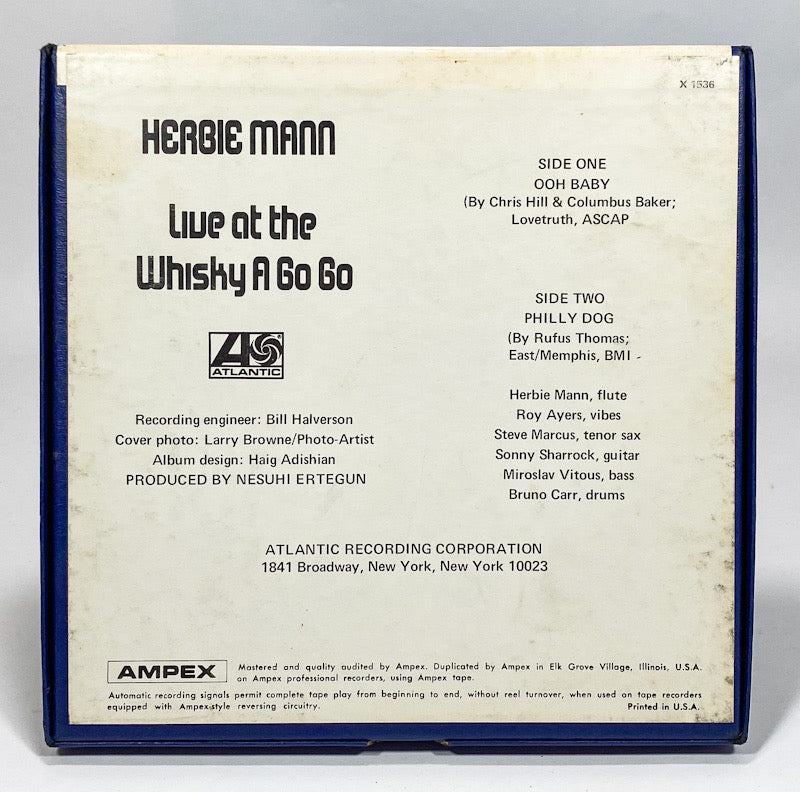 X 1536
HERBIE MANN
Live at the
Whisky A Go Go
ATLANTIC
Recording engineer: Bill Halverson
Cover photo: Larry Browne/Photo-Artist
Album design: Haig Adishian
PRODUCED BY NESUHI ERTEGUN
SIDE ONE
OOH BABY
(By Chris Hill & Columbus Baker;
Lovetruth, ASCAP
SIDE TWO
PHILLY DOG
(By Rufus Thomas;
East/Memphis, BMI
Herbie Mann, flute
Roy Ayers, vibes
Steve Marcus, tenor sax
Sonny Sharrock, guitar
Miroslav Vitous, bass
Bruno Carr, drums
ATLANTIC RECORDING CORPORATION
1841 Broadway, New York, New York 10023
AMPEX
Mastered and quality audited by Ampex. Duplicated by Ampex in Elk Grove Village, Illinois, U.S.A.
on Ampex professional recorders, using Ampex tape.
Automatic recording signals permit complete tape play from beginning to end, without reel turnover, when used on tape recorders
equipped with Ampex-style reversing circuitry.
Printed in U.S.A.